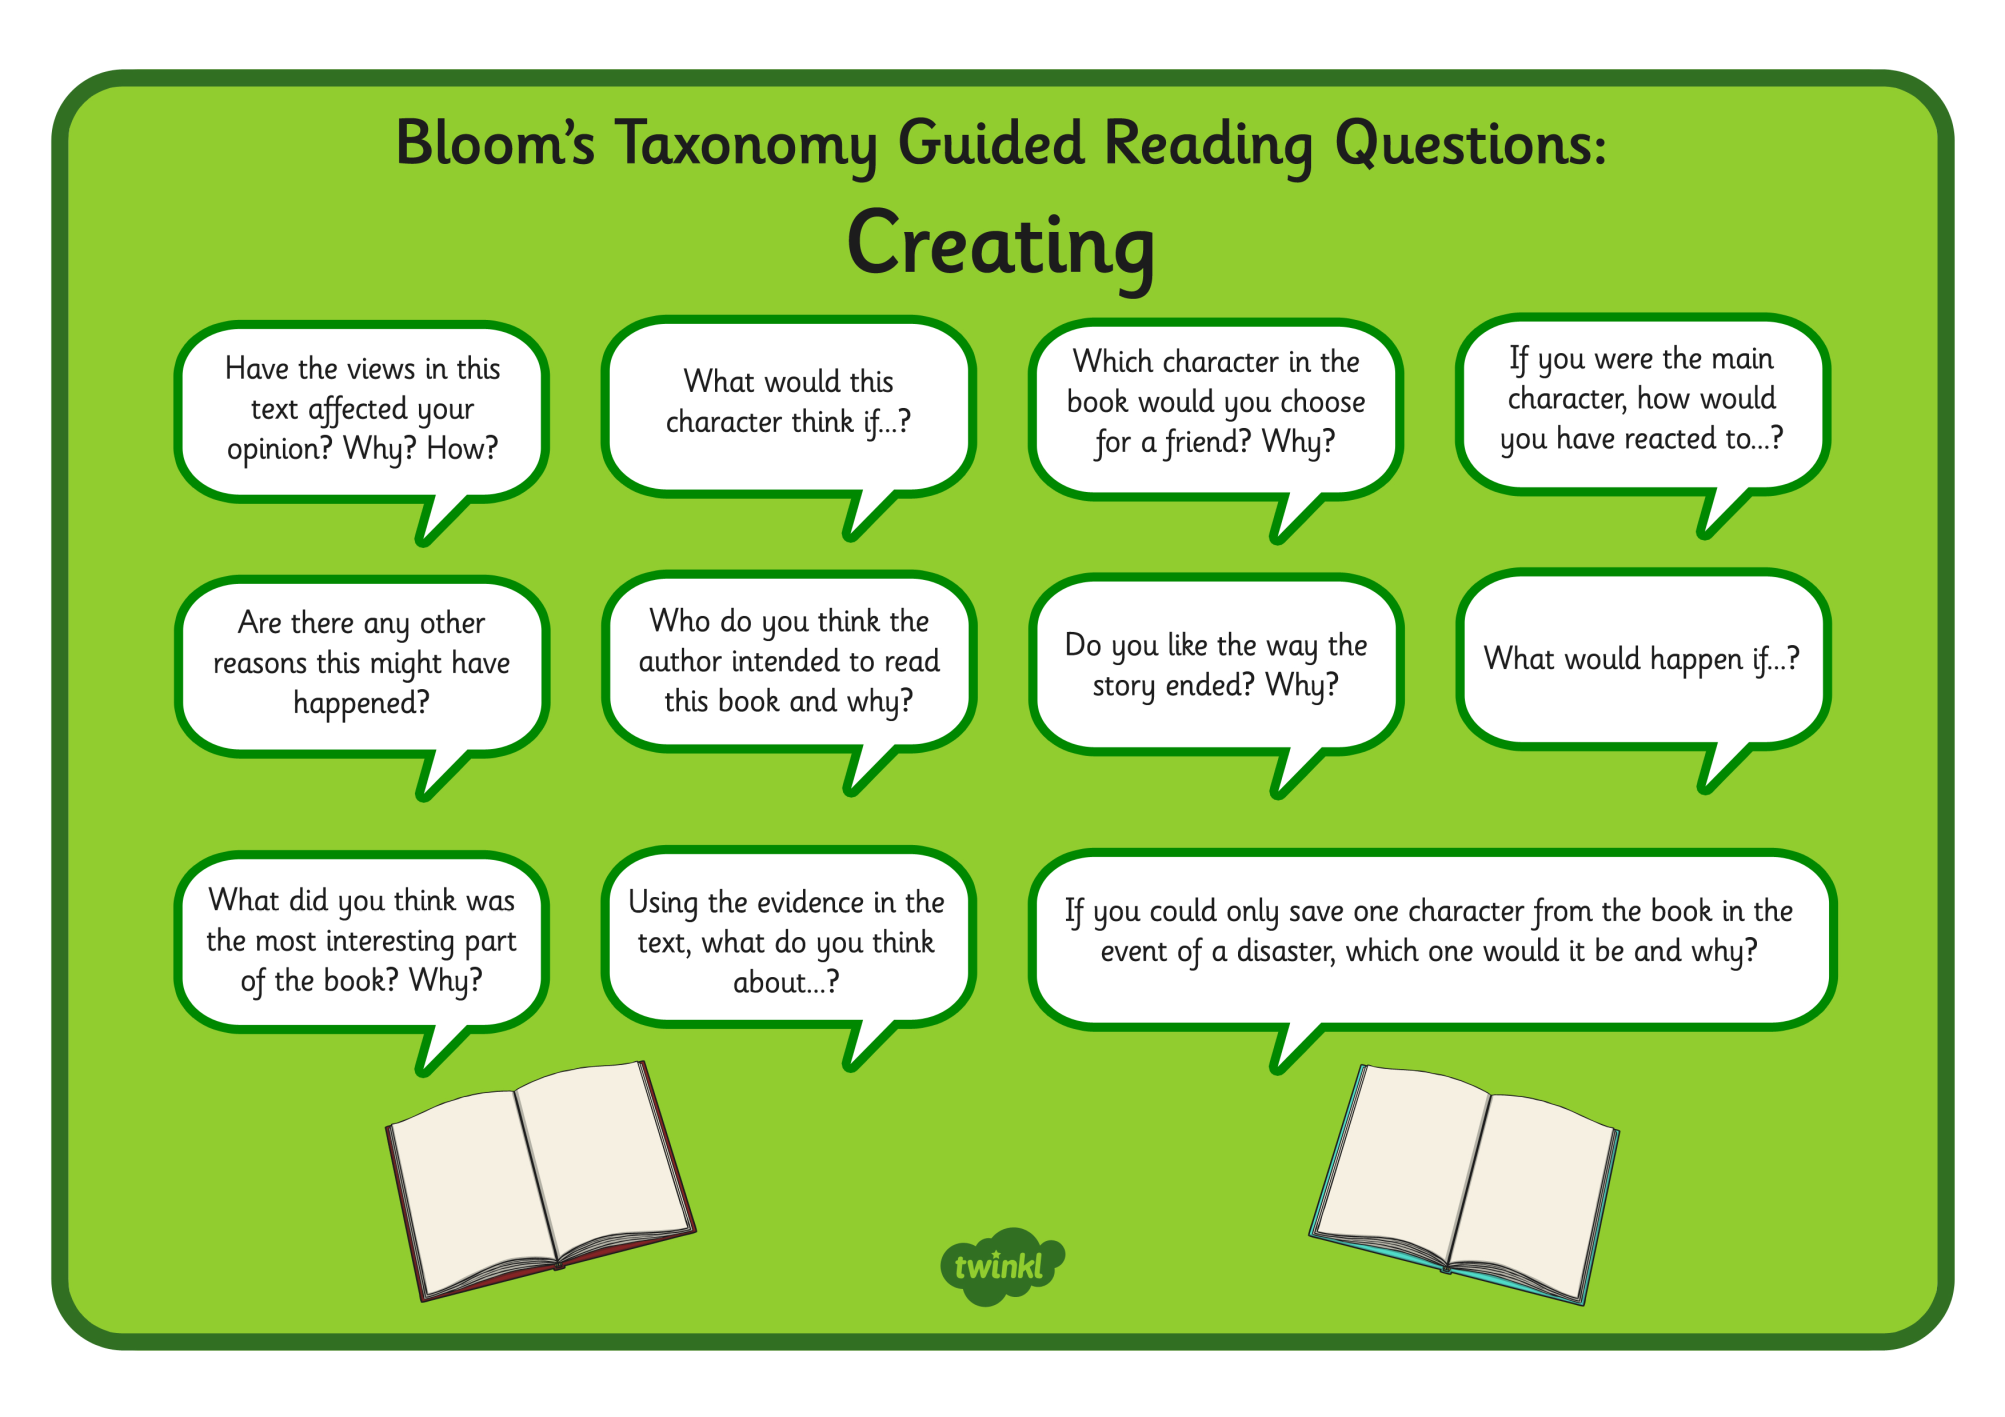 Bloom's Taxonomy Guided Reading Questions:
Creating
Have the views in this
text affected your
opinion? Why? How?
What would this
character think if...?
Which character in the
book would you choose
for a friend? Why?
If you were the main
character, how would
you have reacted to...?
Are there any other
reasons this might have
happened?
Who do you think the
author intended to read
this book and why?
Do you like the way the
story ended? Why?
What would happen if...?
What did you think was
the most interesting part
of the book? Why?
Using the evidence in the
text, what do you think
about...?
If you could only save one character from the book in the
event of a disaster, which one would it be and why?
twinkl